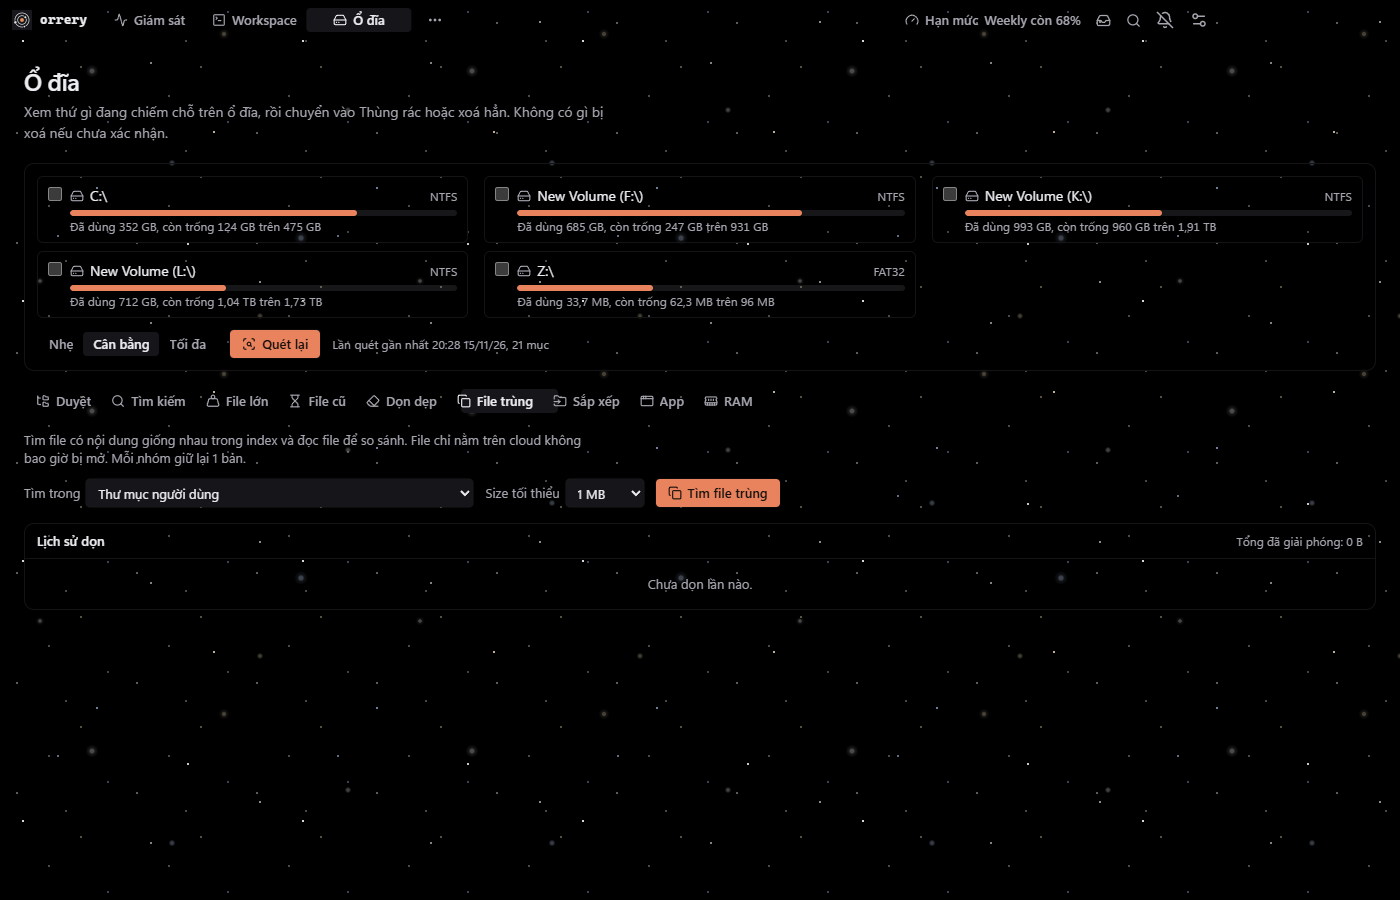 orrery Giám sát Workspace Ổ đĩa Hạn mức Weekly còn 68%
Ổ đĩa
Xem thứ gì đang chiếm chỗ trên ổ đĩa, rồi chuyển vào Thùng rác hoặc xoá hẳn. Không có gì bị
xoá nếu chưa xác nhận.
C:\ NTFS
Đã dùng 352 GB, còn trống 124 GB trên 475 GB
New Volume (F:\) NTFS
Đã dùng 685 GB, còn trống 247 GB trên 931 GB
New Volume (K:\) NTFS
Đã dùng 993 GB, còn trống 960 GB trên 1,91 TB
New Volume (L:\) NTFS
Đã dùng 712 GB, còn trống 1,04 TB trên 1,73 TB
Z:\ FAT32
Đã dùng 33,7 MB, còn trống 62,3 MB trên 96 MB
Nhẹ Cân bằng Tối đa Quét lại Lần quét gần nhất 20:28 15/11/26, 21 mục
Duyệt Tìm kiếm File lớn File cũ Dọn dẹp File trùng Sắp xếp App RAM
Tìm file có nội dung giống nhau trong index và đọc file để so sánh. File chỉ nằm trên cloud không
bao giờ bị mở. Mỗi nhóm giữ lại 1 bản.
Tìm trong Thư mục người dùng Size tối thiểu 1 MB Tìm file trùng
Lịch sử dọn Tổng đã giải phóng: 0 B
Chưa dọn lần nào.